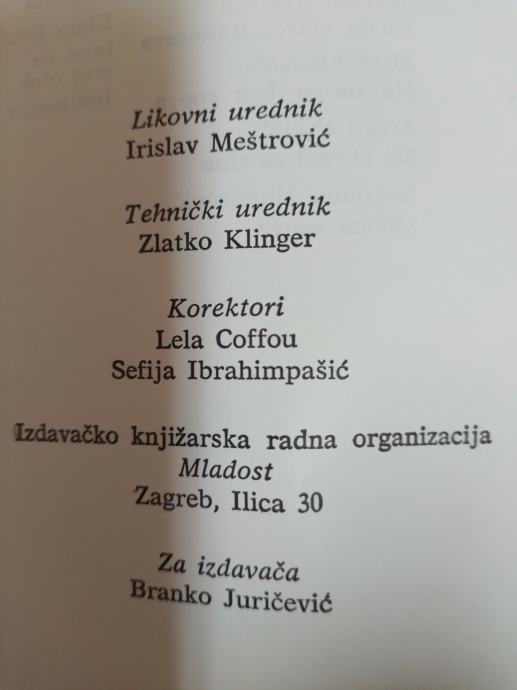 Likovni urednik
Irislav Meštrović
Tehnički urednik
Zlatko Klinger
Korektori
Lela Coffou
Sefija Ibrahimpašić
Izdavačko knjižarska radna organizacija
Mladost
Zagreb, Ilica 30
Za izdavača
Branko Juričević